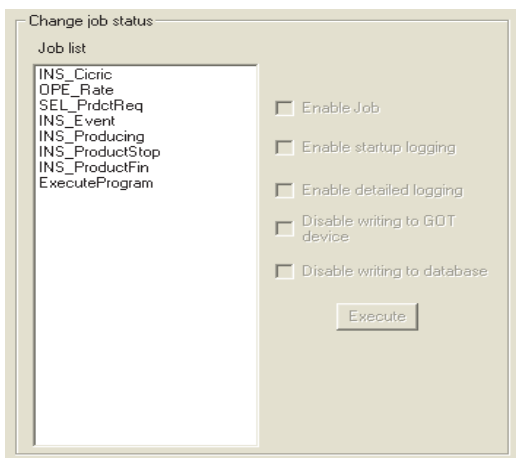 Change job status
Job list
INS_Cicric
OPE_Rate
SEL_PrdctReq
INS_Event
INS_Producing
INS_ProductStop
INS_ProductFin
ExecuteProgram
Enable Job
Enable startup logging
Enable detailed logging
Disable writing to GOT
device
Disable writing to database
Execute